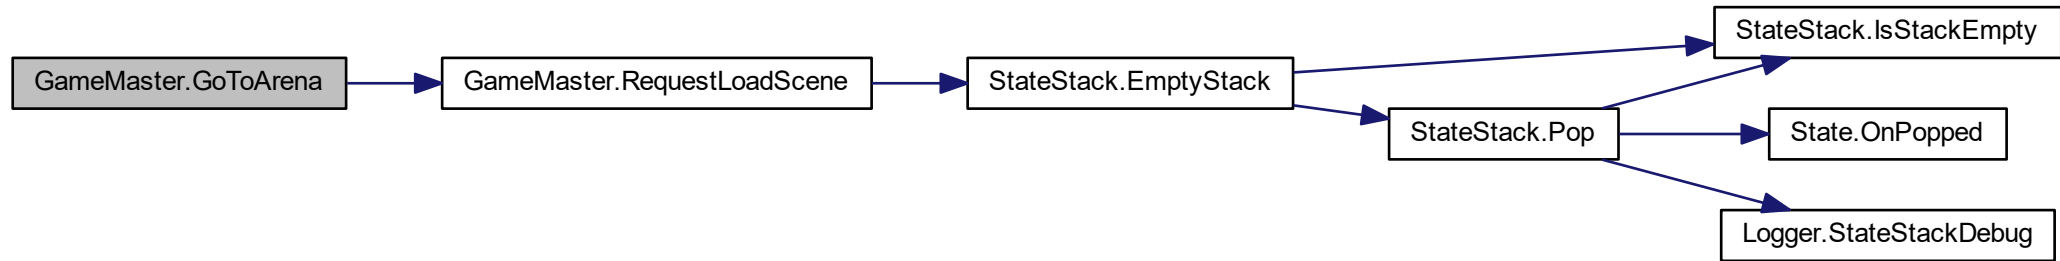 GameMaster.GoToArena
GameMaster.RequestLoadScene
StateStack.EmptyStack
StateStack.IsStackEmpty
StateStack.Pop
State.OnPopped
Logger.StateStackDebug